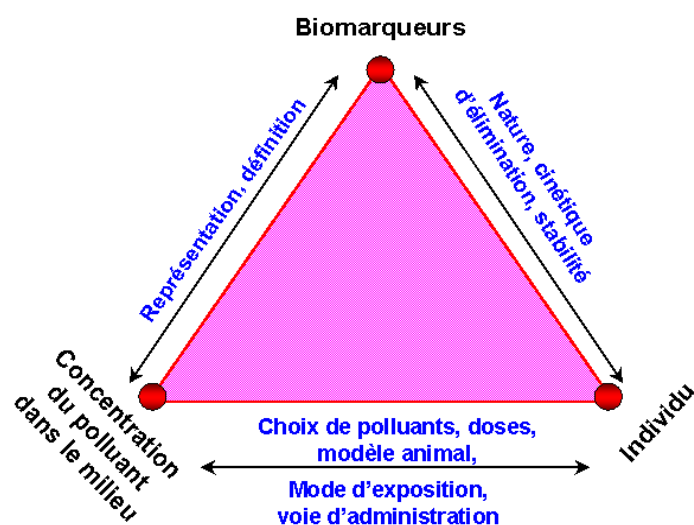 Biomarqueurs
Représentation, définition
Nature, cinétique
d'élimination, stabilité
Concentration
du polluant
dans le milieu
Individu
Choix de polluants, doses,
modèle animal,
Mode d'exposition,
voie d'administration